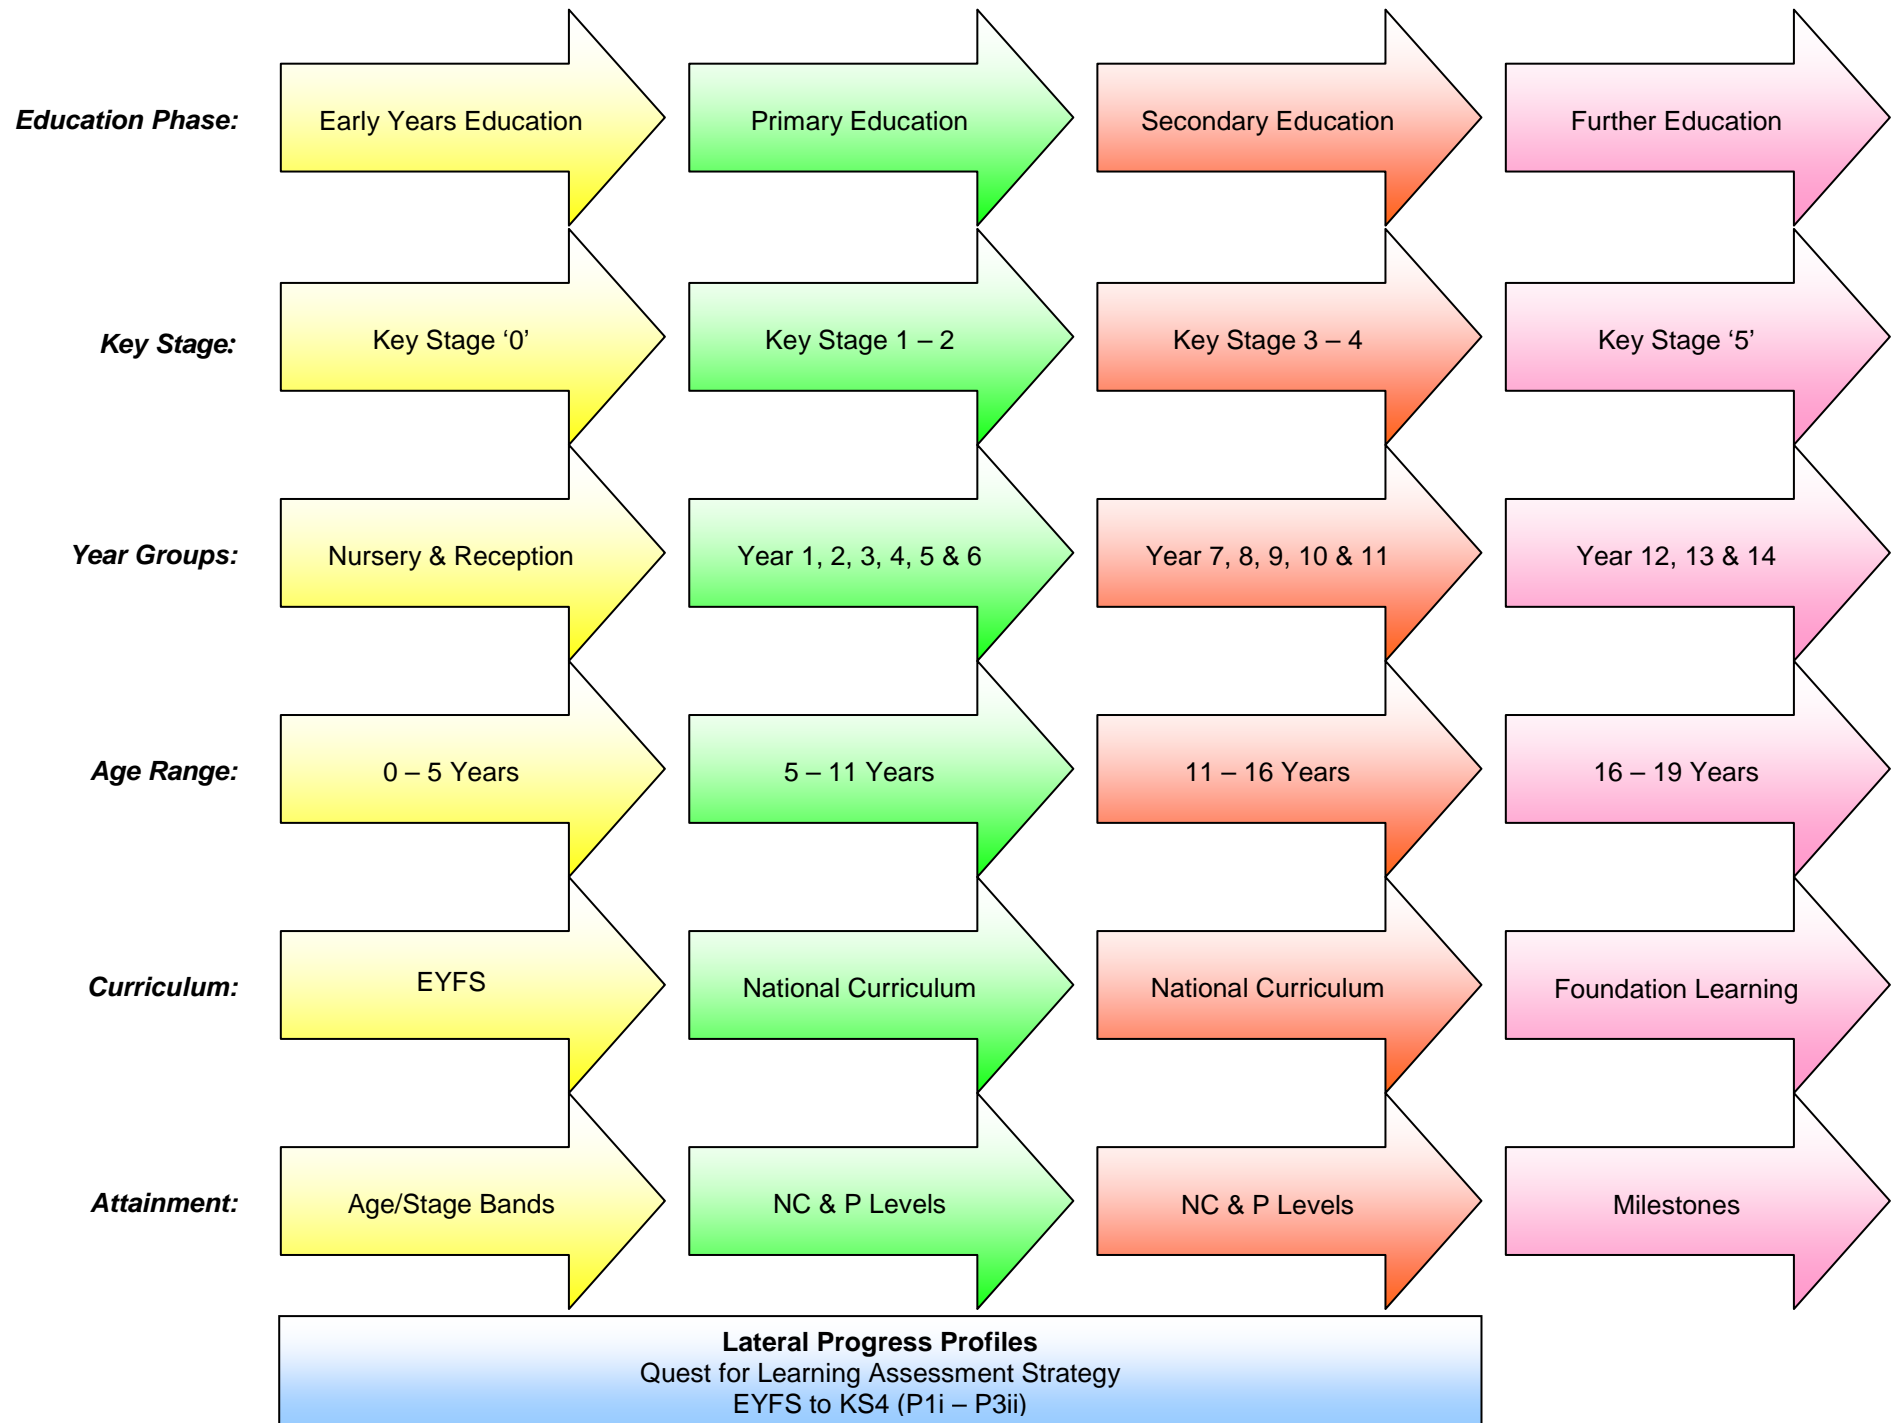 Education Phase: Early Years Education Primary Education Secondary Education Further Education
Key Stage: Key Stage ‘0’ Key Stage 1 – 2 Key Stage 3 – 4 Key Stage ‘5’
Year Groups: Nursery & Reception Year 1, 2, 3, 4, 5 & 6 Year 7, 8, 9, 10 & 11 Year 12, 13 & 14
Age Range: 0 – 5 Years 5 – 11 Years 11 – 16 Years 16 – 19 Years
Curriculum: EYFS National Curriculum National Curriculum Foundation Learning
Attainment: Age/Stage Bands NC & P Levels NC & P Levels Milestones
Lateral Progress Profiles
Quest for Learning Assessment Strategy
EYFS to KS4 (P1i – P3ii)